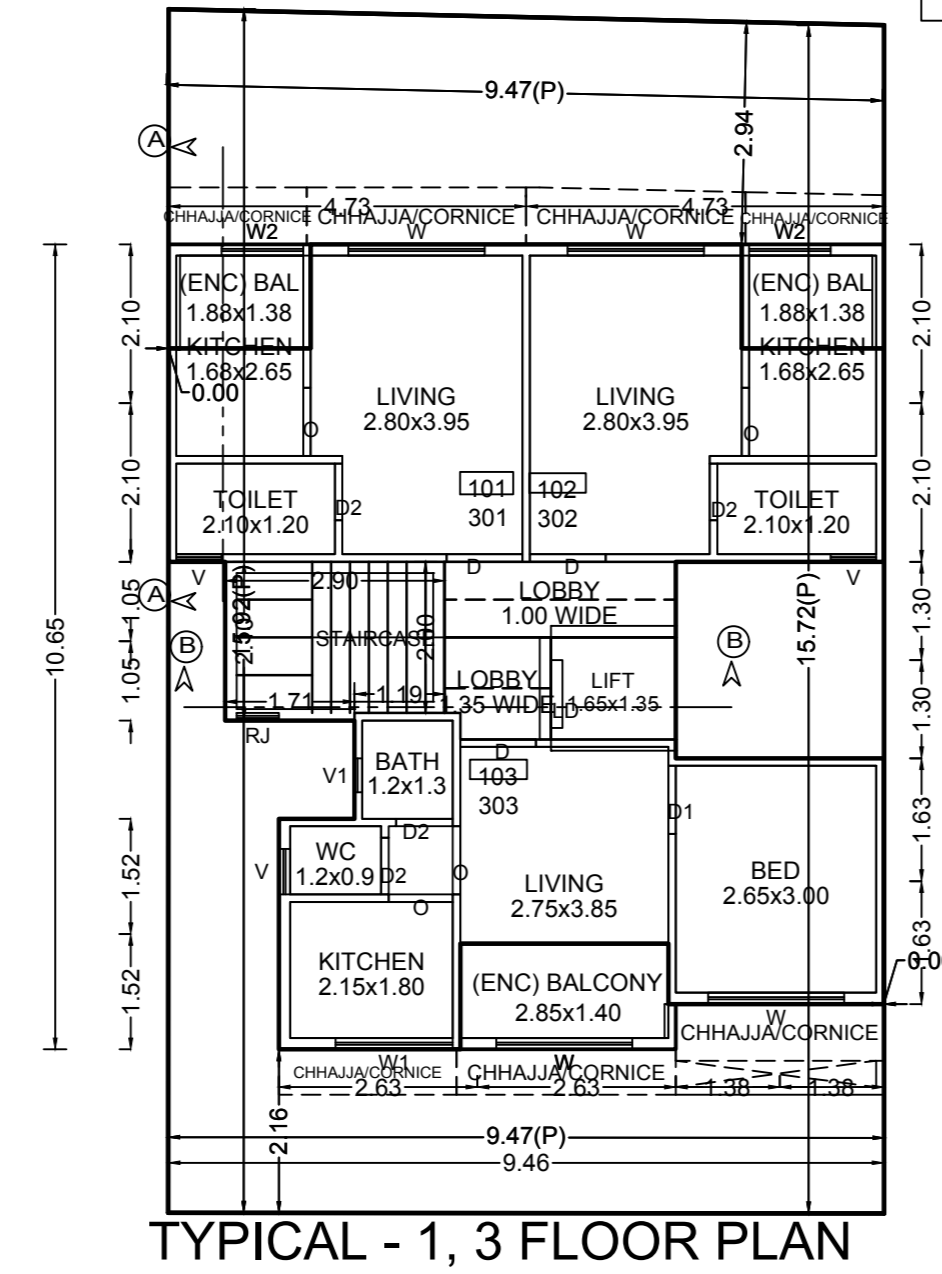 9.47(P)
2.94
A
4.73
4.73
CHHAJJA/CORNICE
CHHAJJA/CORNICE
CHHAJJA/CORNICE
CHHAJJA/CORNICE
W2
W
W
W2
(ENC) BAL
1.88x1.38
KITCHEN
1.68x2.65
0.00
LIVING
2.80x3.95
LIVING
2.80x3.95
(ENC) BAL
1.88x1.38
KITCHEN
1.68x2.65
2.10
2.10
2.10
2.10
O
O
TOILET
2.10x1.20
D2
101
301
102
302
D2
TOILET
2.10x1.20
V
D
D
V
10.65
1.05
1.05
A
B
15.92(P)
2.90
STAIRCASE
2.00
LOBBY
1.00 WIDE
LOBBY
1.35 WIDE
LIFT
1.65x1.35
LD
B
15.72(P)
1.30
1.30
1.71
1.19
RJ
V1
BATH
1.2x1.3
D
103
303
D1
D2
WC
1.2x0.9
D2
V
O
O
LIVING
2.75x3.85
BED
2.65x3.00
1.63
1.63
1.52
1.52
KITCHEN
2.15x1.80
(ENC) BALCONY
2.85x1.40
W
CHHAJJA/CORNICE
W1
CHHAJJA/CORNICE
W
CHHAJJA/CORNICE
2.63
2.63
1.38
1.38
2.16
9.47(P)
9.46
TYPICAL - 1, 3 FLOOR PLAN